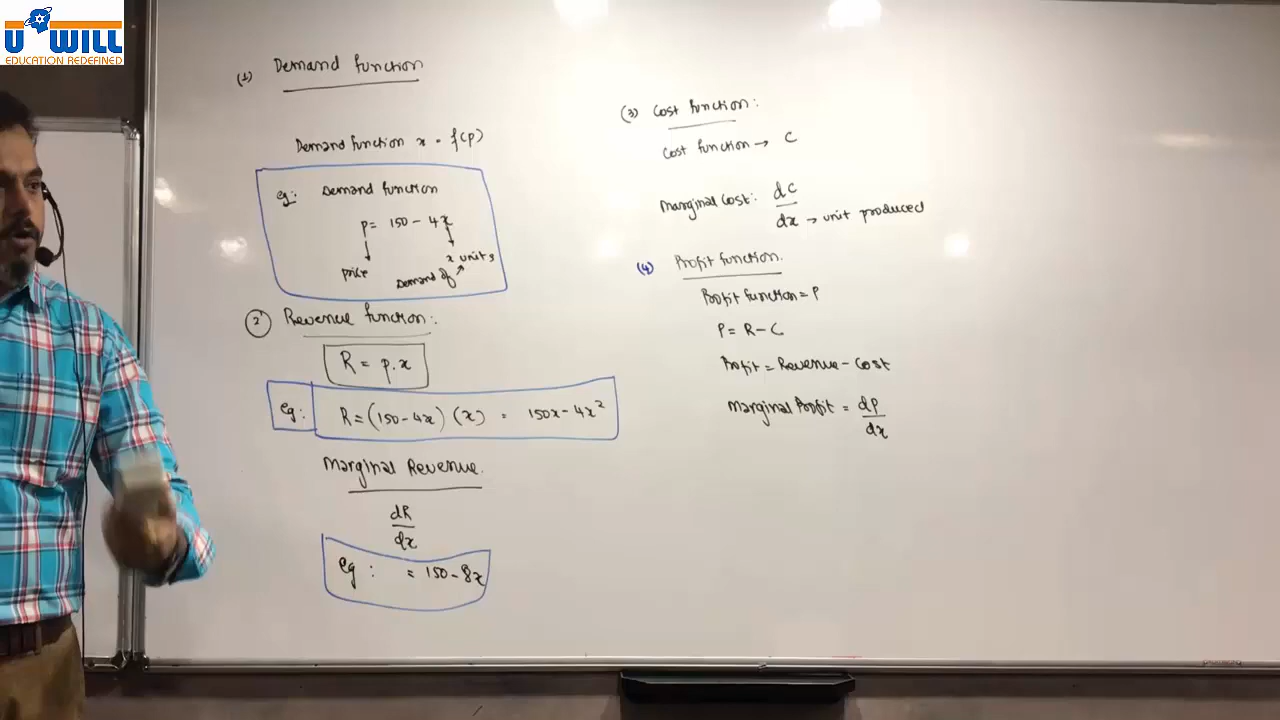 U WILL
EDUCATION REDEFINED
(1) Demand function
Demand function x = f(p)
eg: Demand function
p = 150 - 4x
price
Demand of x units
(2) Revenue function:
R = p.x
eg: R = (150-4x) (x) = 150x - 4x²
Marginal Revenue.
dR
dx
eg : = 150 - 8x
(3) Cost function:
Cost function → C
Marginal Cost: dC
dx → unit produced
(4) Profit function.
Profit function = P
P = R - C
Profit = Revenue - Cost
Marginal Profit = dP
dx